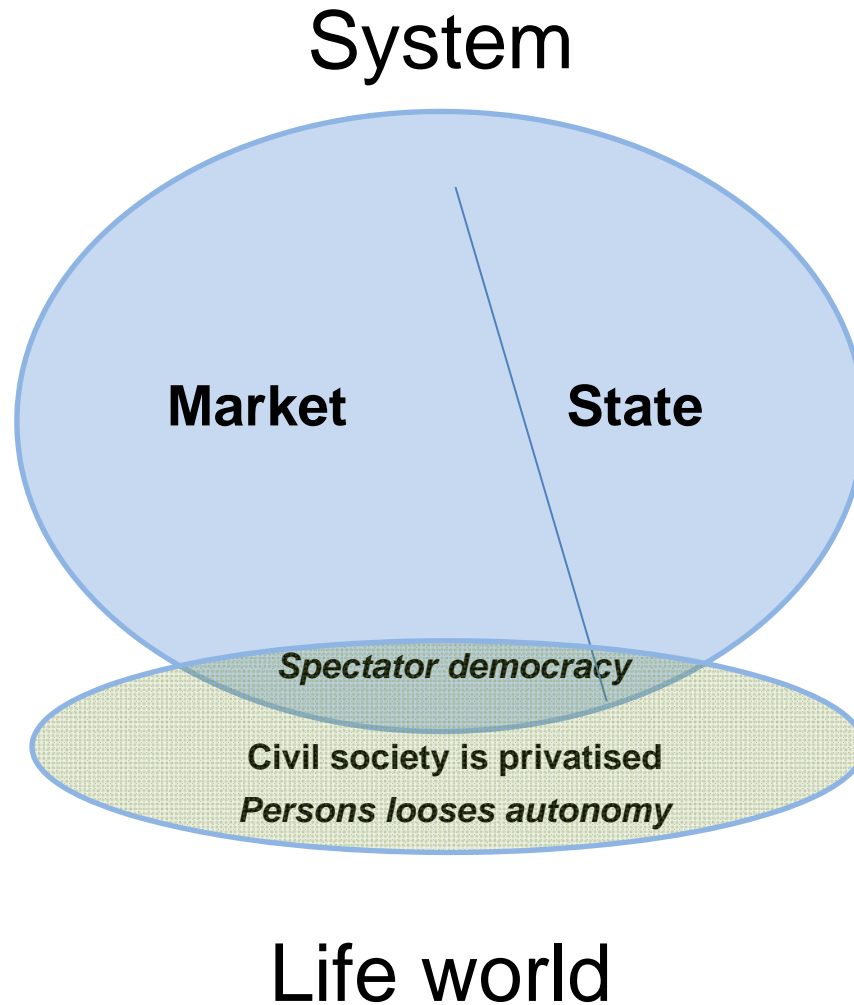 System
Market State
Spectator democracy
Civil society is privatised
Persons looses autonomy
Life world